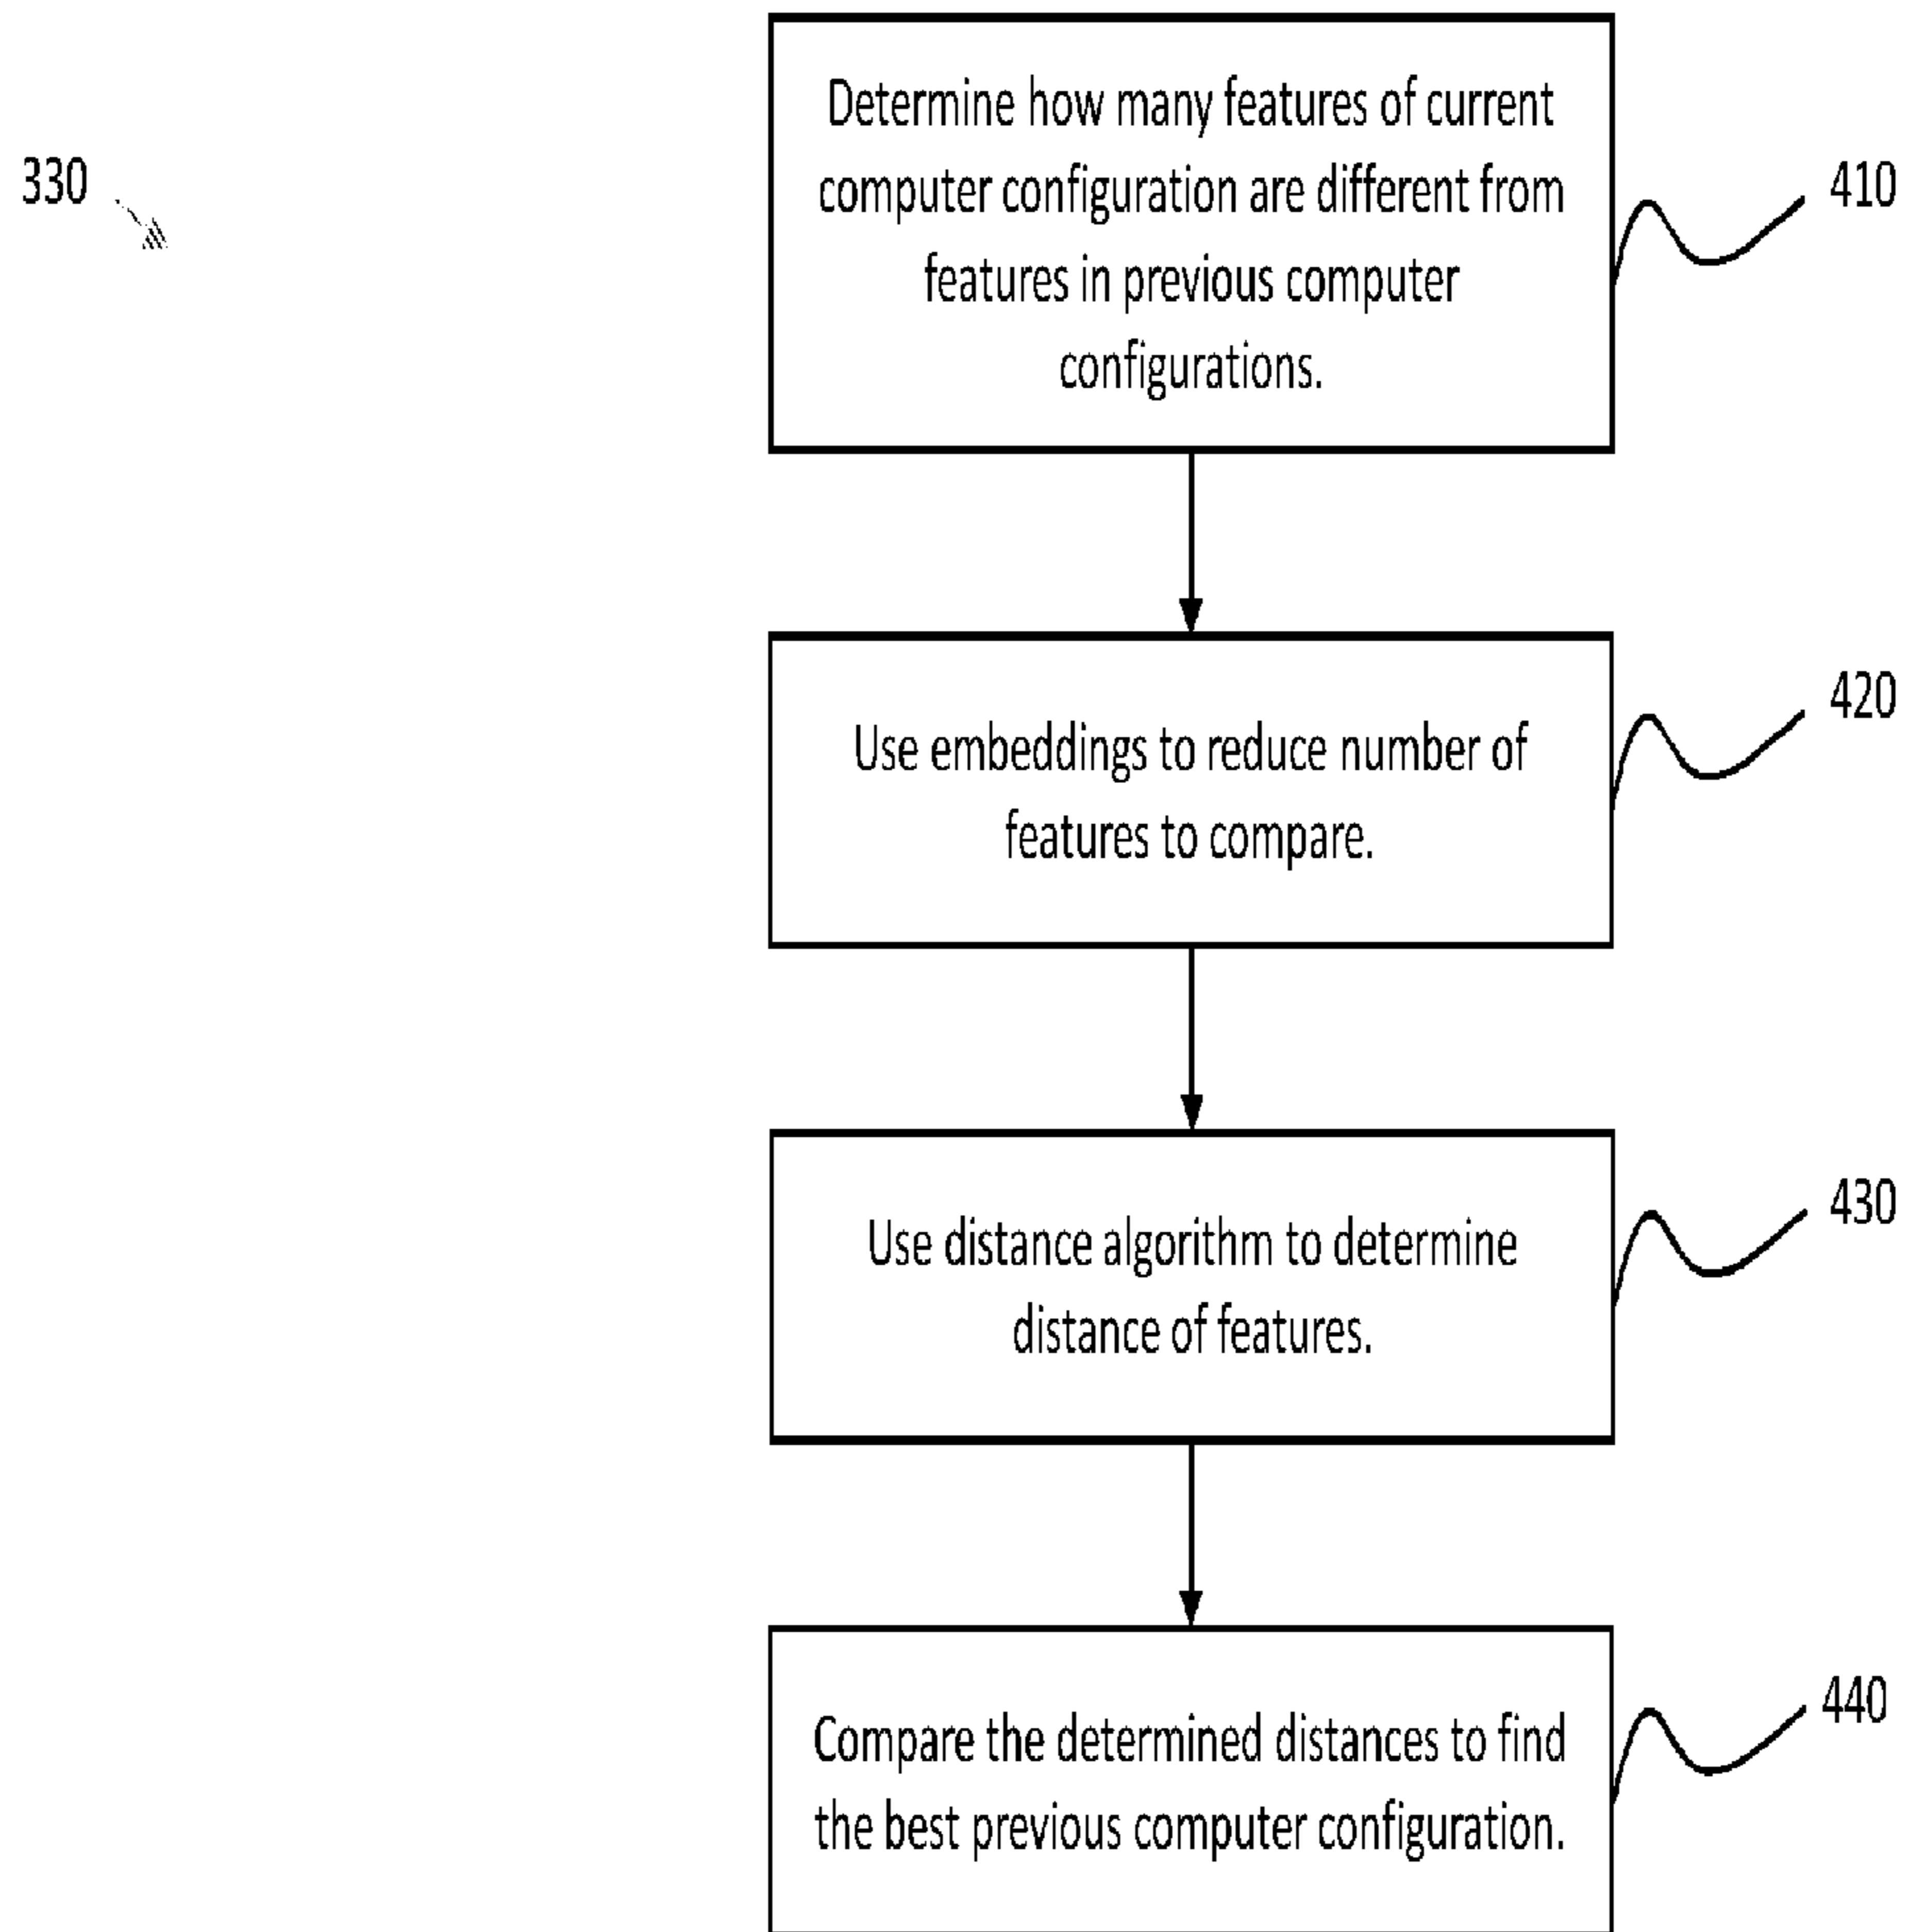 330
Determine how many features of current
computer configuration are different from
features in previous computer
configurations.
410
Use embeddings to reduce number of
features to compare.
420
Use distance algorithm to determine
distance of features.
430
Compare the determined distances to find
the best previous computer configuration.
440